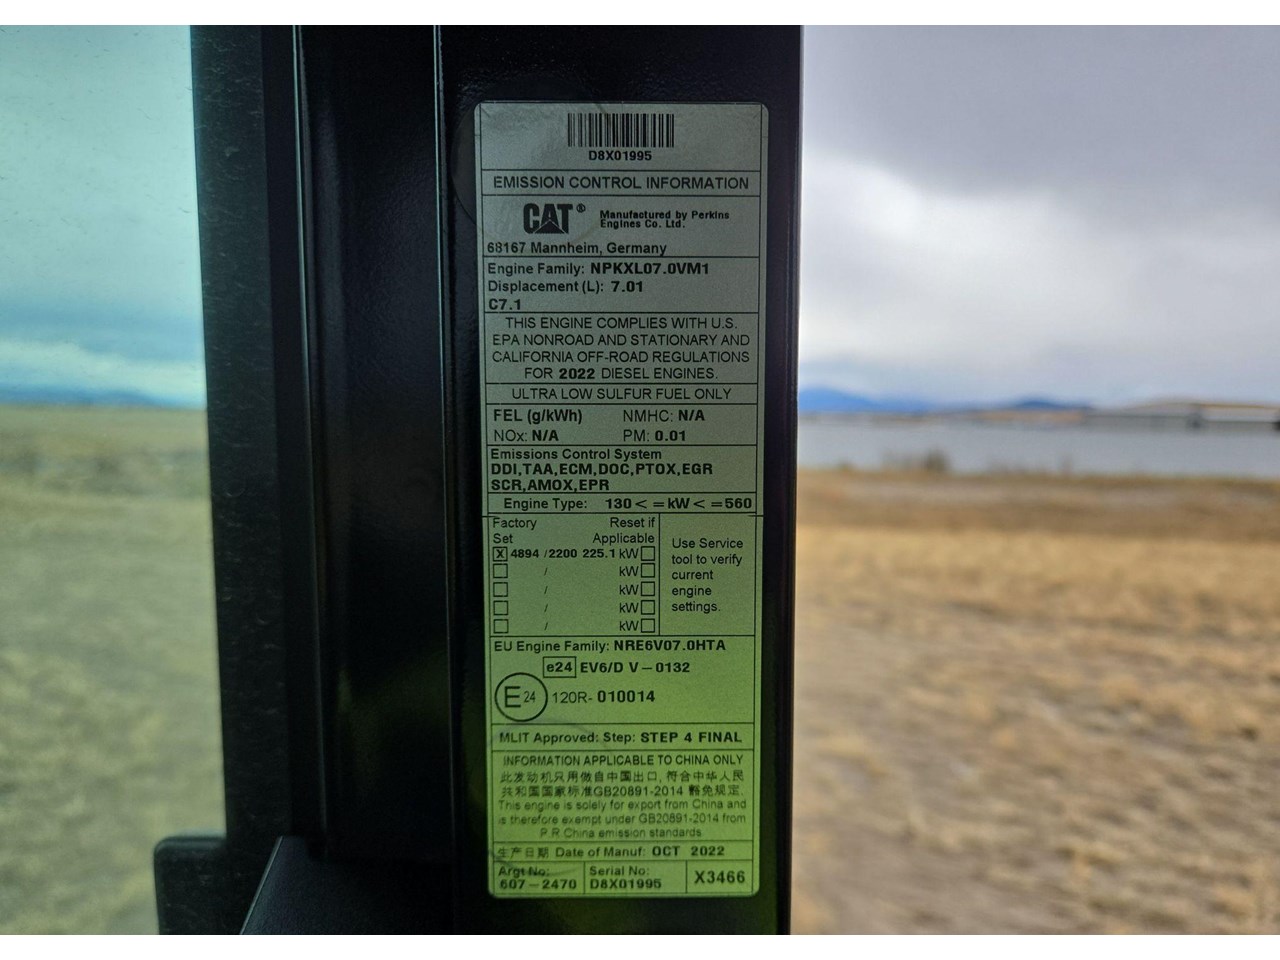 D8X01995
EMISSION CONTROL INFORMATION
CAT® Manufactured by Perkins
Engines Co. Ltd.
68167 Mannheim, Germany
Engine Family: NPKXL07.0VM1
Displacement (L): 7.01
C7.1
THIS ENGINE COMPLIES WITH U.S.
EPA NONROAD AND STATIONARY AND
CALIFORNIA OFF-ROAD REGULATIONS
FOR 2022 DIESEL ENGINES.
ULTRA LOW SULFUR FUEL ONLY
FEL (g/kWh) NMHC: N/A
NOx: N/A PM: 0.01
Emissions Control System
DDI,TAA,ECM,DOC,PTOX,EGR
SCR,AMOX,EPR
Engine Type: 130 < = kW < = 560
Factory Reset if
Set Applicable
X 4894 / 2200 225.1 kW
/ kW
/ kW
/ kW
/ kW
Use Service
tool to verify
current
engine
settings.
EU Engine Family: NRE6V07.0HTA
e24 EV6/D V-0132
E24 120R- 010014
MLIT Approved: Step: STEP 4 FINAL
INFORMATION APPLICABLE TO CHINA ONLY
此发动机只用做自中国出口, 符合中华人民
共和国国家标准GB20891-2014 豁免规定.
This engine is solely for export from China and
is therefore exempt under GB20891-2014 from
P.R.China emission standards
生产日期 Date of Manuf: OCT 2022
Argt No: Serial No:
607-2470 D8X01995 X3466